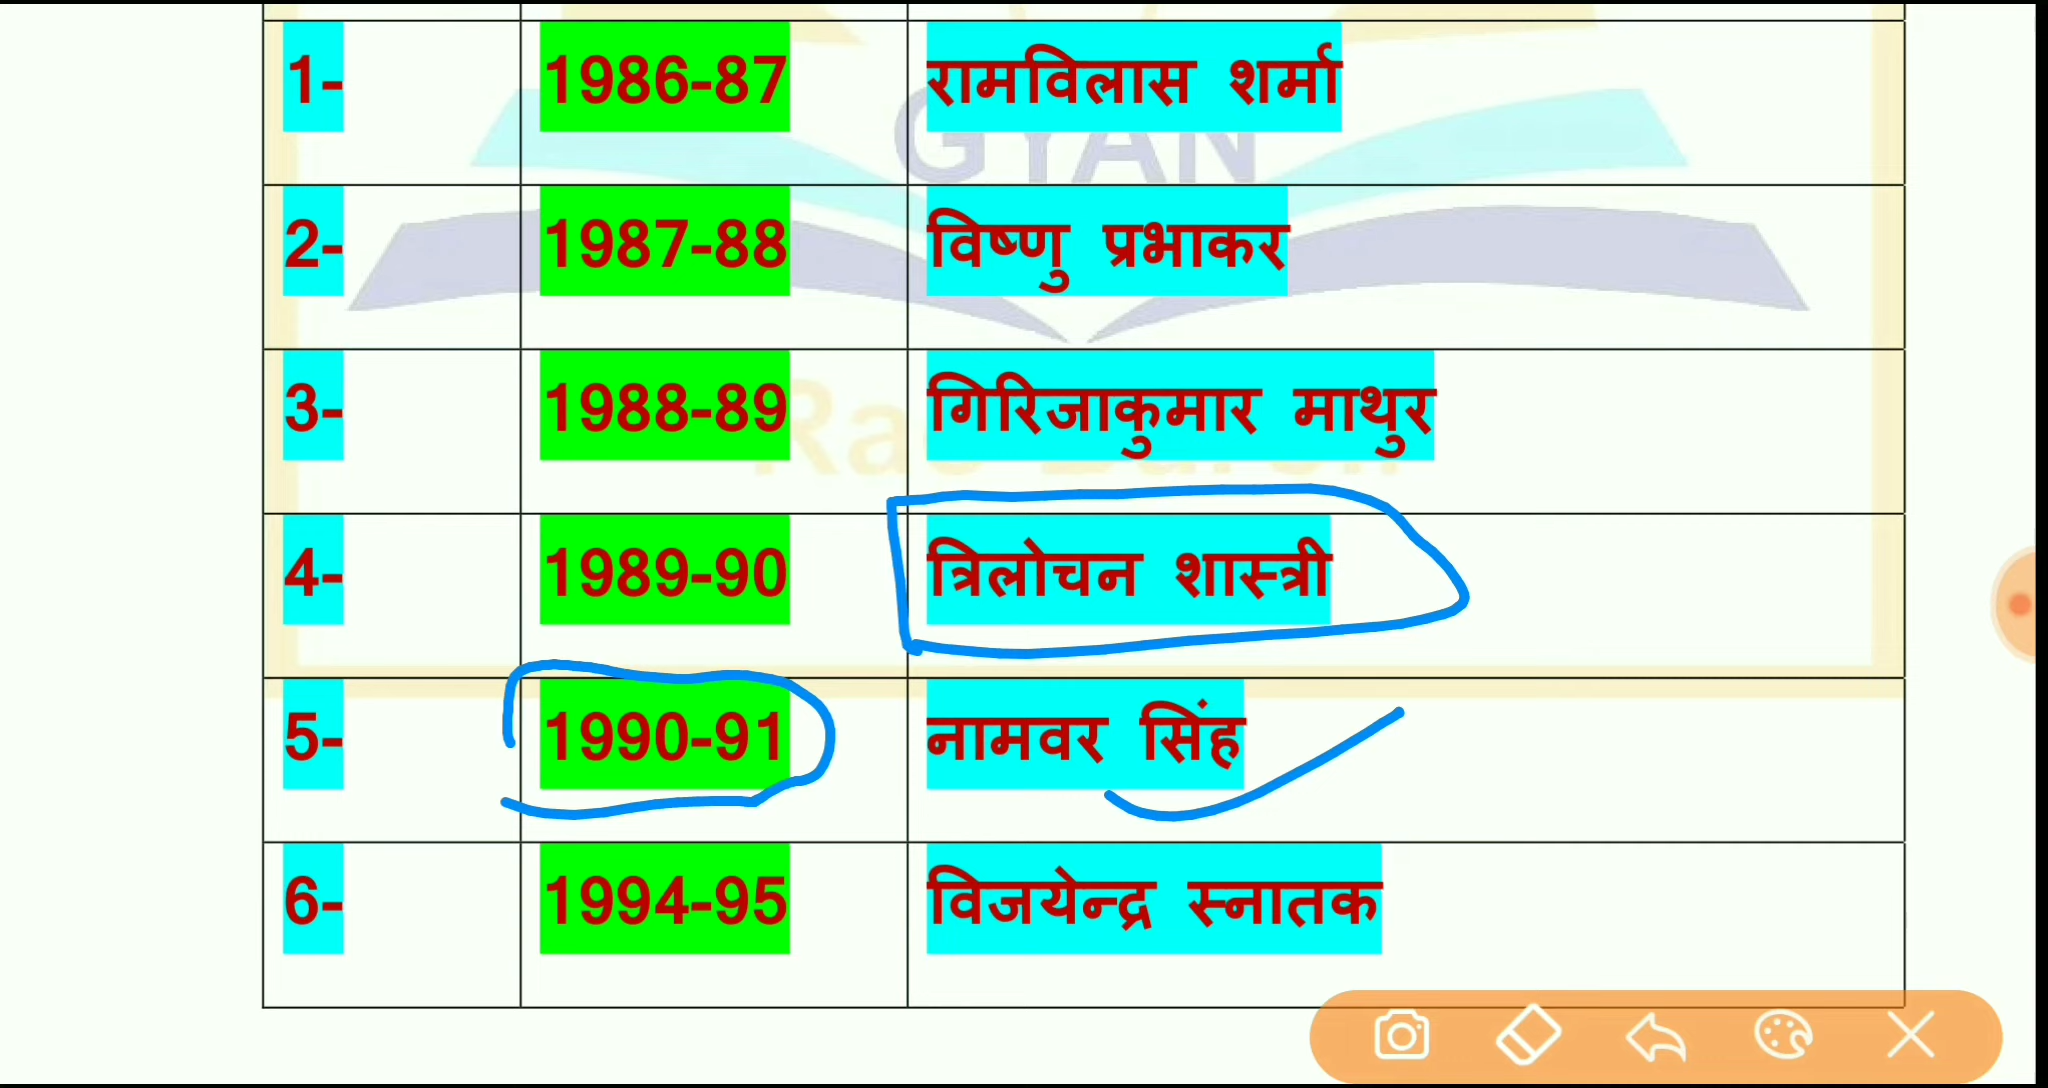 1- 1986-87 रामविलास शर्मा
GYAN
2- 1987-88 विष्णु प्रभाकर
3- 1988-89 गिरिजाकुमार माथुर
4- 1989-90 त्रिलोचन शास्त्री
5- 1990-91 नामवर सिंह
6- 1994-95 विजयेन्द्र स्नातक